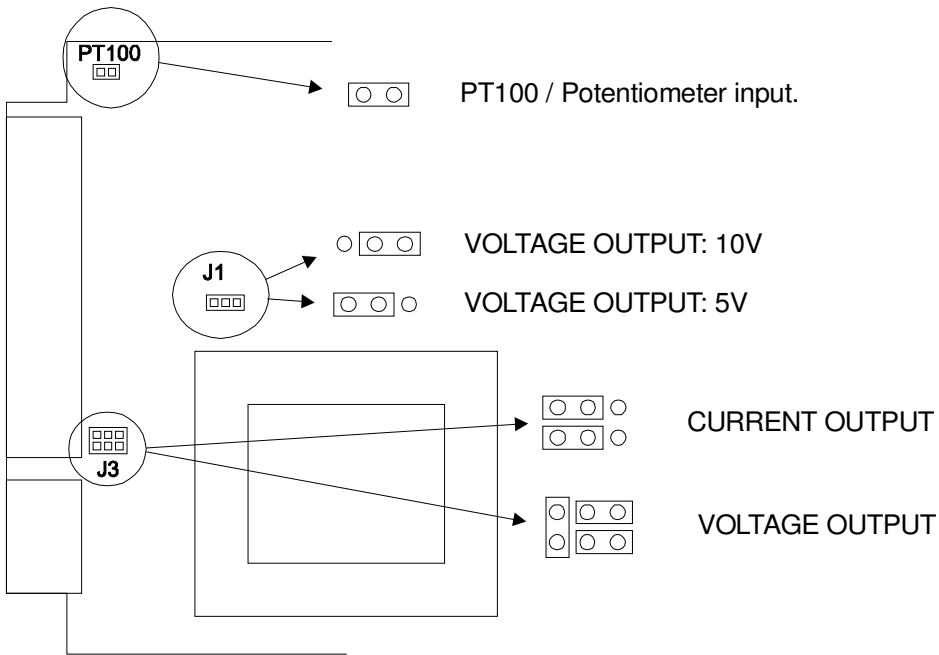 PT100
PT100 / Potentiometer input.
VOLTAGE OUTPUT: 10V
J1
VOLTAGE OUTPUT: 5V
CURRENT OUTPUT
J3
VOLTAGE OUTPUT